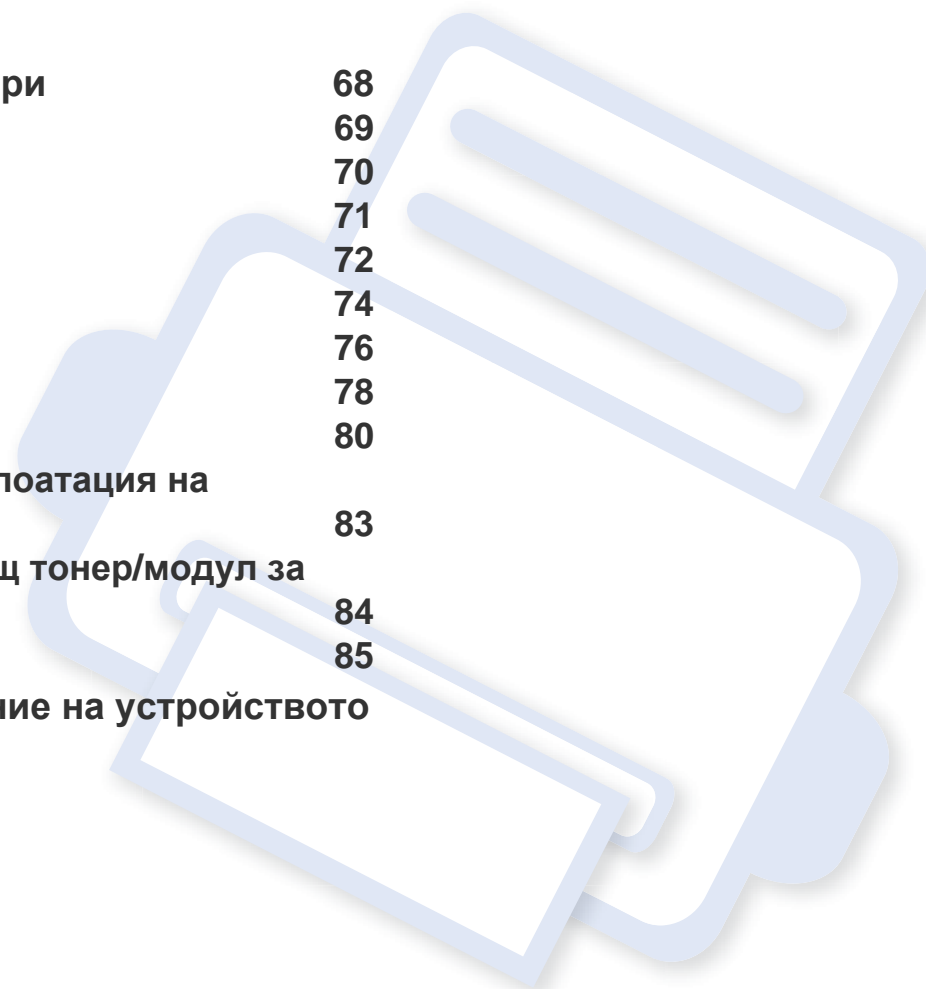 ри 68
69
70
71
72
74
76
78
80
лоатация на
83
щ тонер/модул за
84
85
ние на устройството